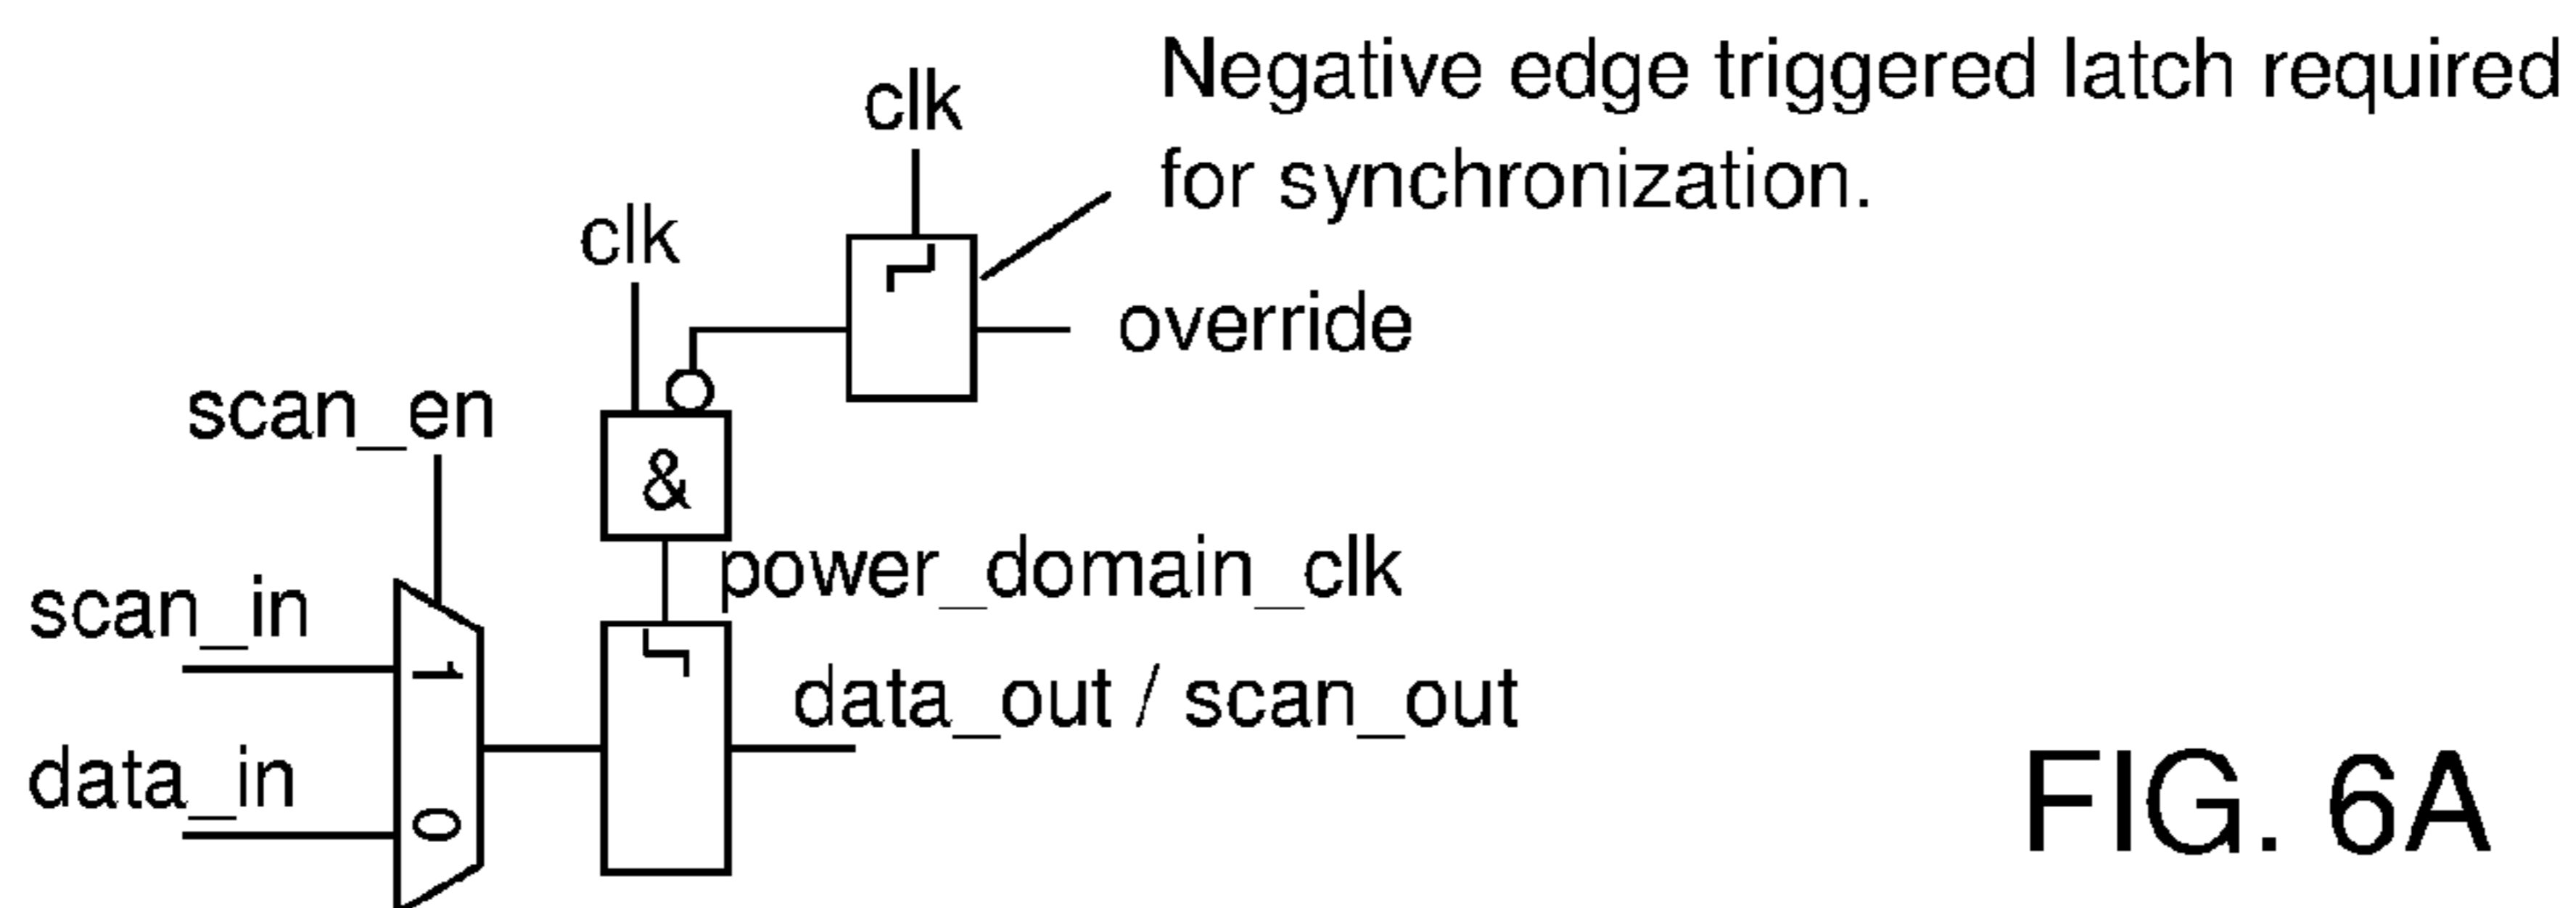 clk
Negative edge triggered latch required
for synchronization.
clk
override
scan_en
&
power_domain_clk
scan_in
1
data_out / scan_out
data_in
0
FIG. 6A